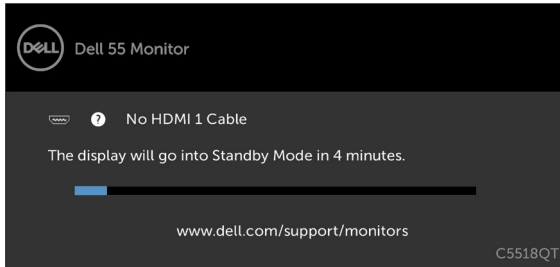 DELL Dell 55 Monitor
? No HDMI 1 Cable
The display will go into Standby Mode in 4 minutes.
www.dell.com/support/monitors
C5518QT